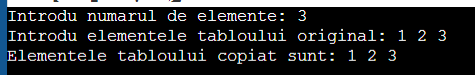 Introdu numarul de elemente: 3
Introdu elementele tabloului original: 1 2 3
Elementele tabloului copiat sunt: 1 2 3